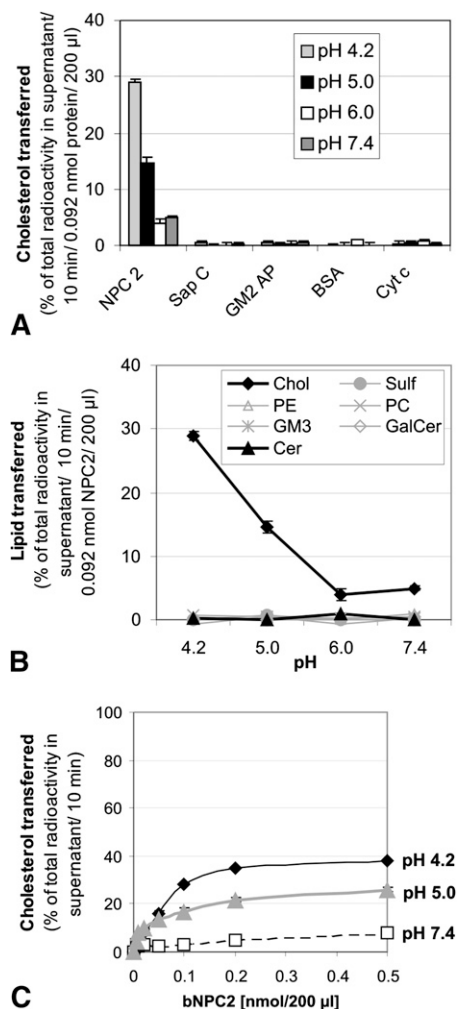 Cholesterol transferred
(% of total radioactivity in supernatant/
10 min/ 0.092 nmol protein/ 200 µl)
40
30
20
10
0
pH 4.2
pH 5.0
pH 6.0
pH 7.4
NPC 2
Sap C
GM2 AP
BSA
Cyt c
A
Lipid transferred
(% of total radioactivity in
supernatant/ 10 min/
0.092 nmol NPC2/ 200 µl)
40
30
20
10
0
Chol
Sulf
PE
PC
GM3
GalCer
Cer
4.2
5.0
6.0
7.4
pH
B
Cholesterol transferred
(% of total radioactivity in
supernatant/ 10 min)
100
80
60
40
20
0
pH 4.2
pH 5.0
pH 7.4
0
0.1
0.2
0.3
0.4
0.5
bNPC2 [nmol/200 µl]
C